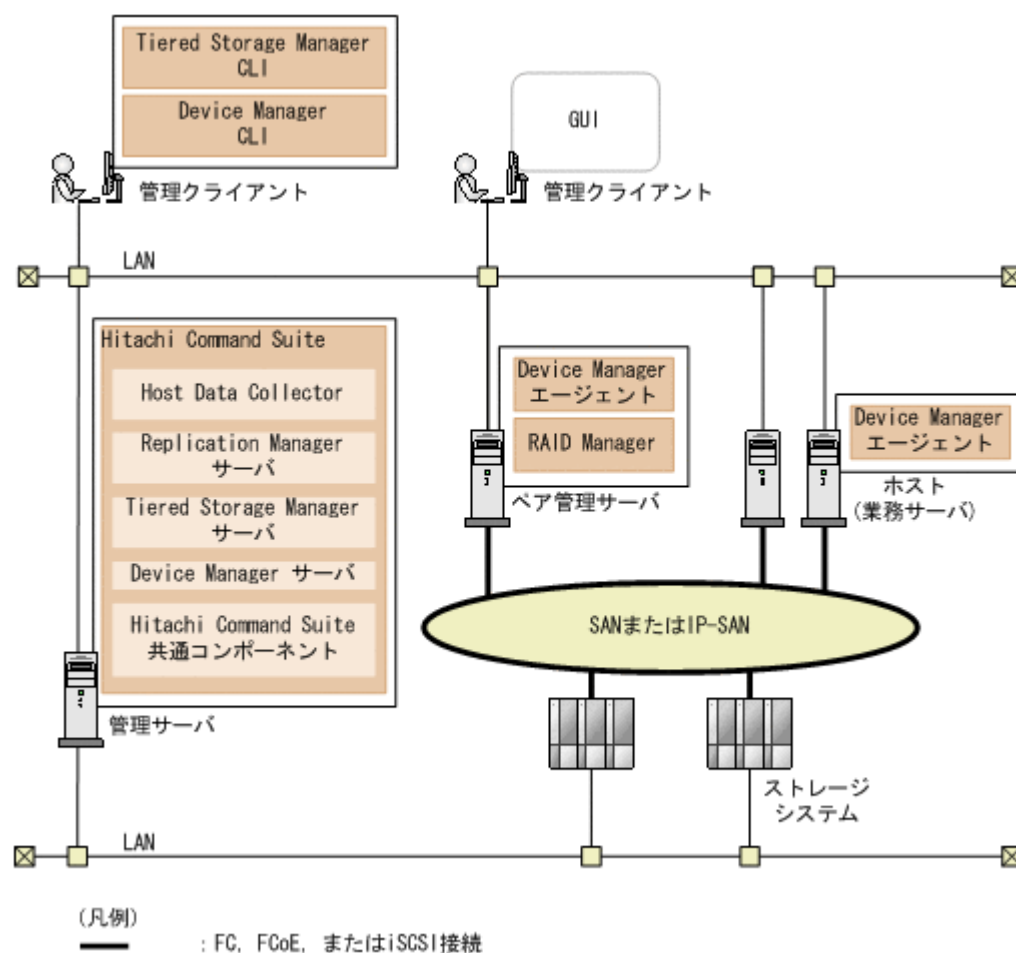 Tiered Storage Manager
CLI
Device Manager
CLI
管理クライアント
GUI
管理クライアント
LAN
Hitachi Command Suite
Host Data Collector
Replication Manager
サーバ
Tiered Storage Manager
サーバ
Device Manager サーバ
Hitachi Command Suite
共通コンポーネント
管理サーバ
Device Manager
エージェント
RAID Manager
ペア管理サーバ
Device Manager
エージェント
ホスト
(業務サーバ)
SANまたはIP-SAN
ストレージ
システム
LAN
(凡例)
: FC, FCoE, またはiSCSI接続